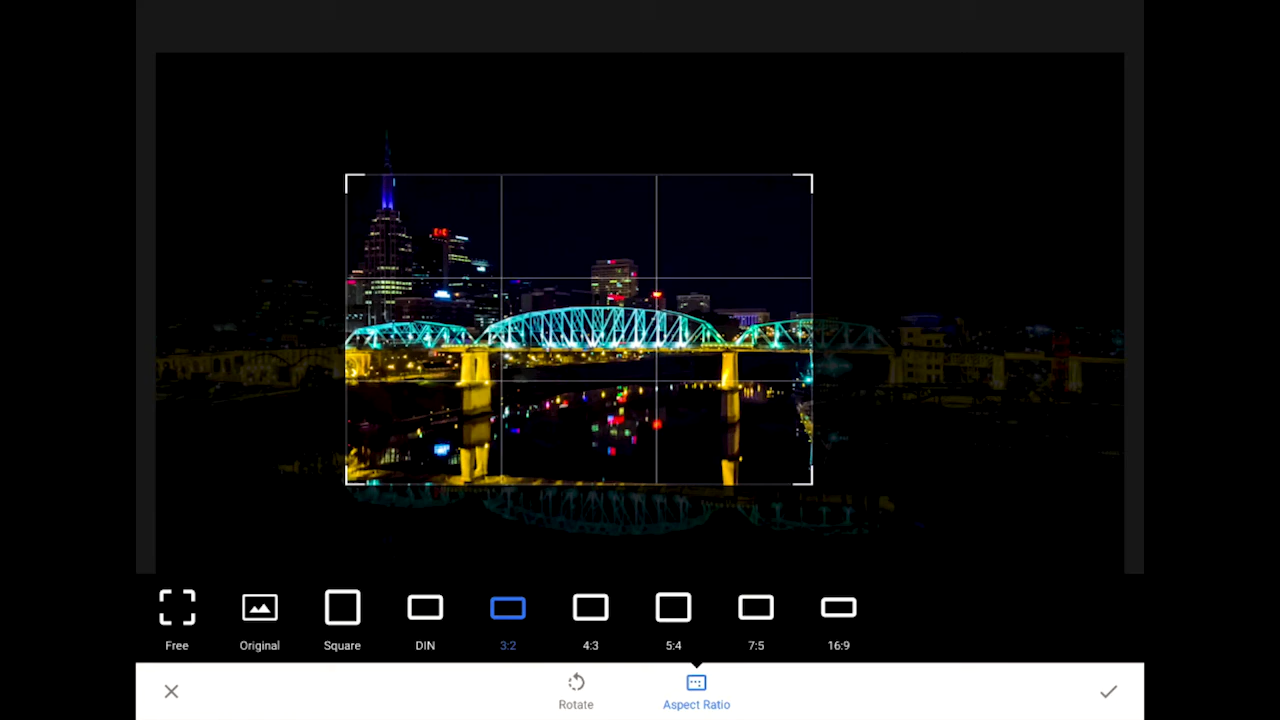 Free
Original
Square
DIN
3:2
4:3
5:4
7:5
16:9
Rotate
Aspect Ratio